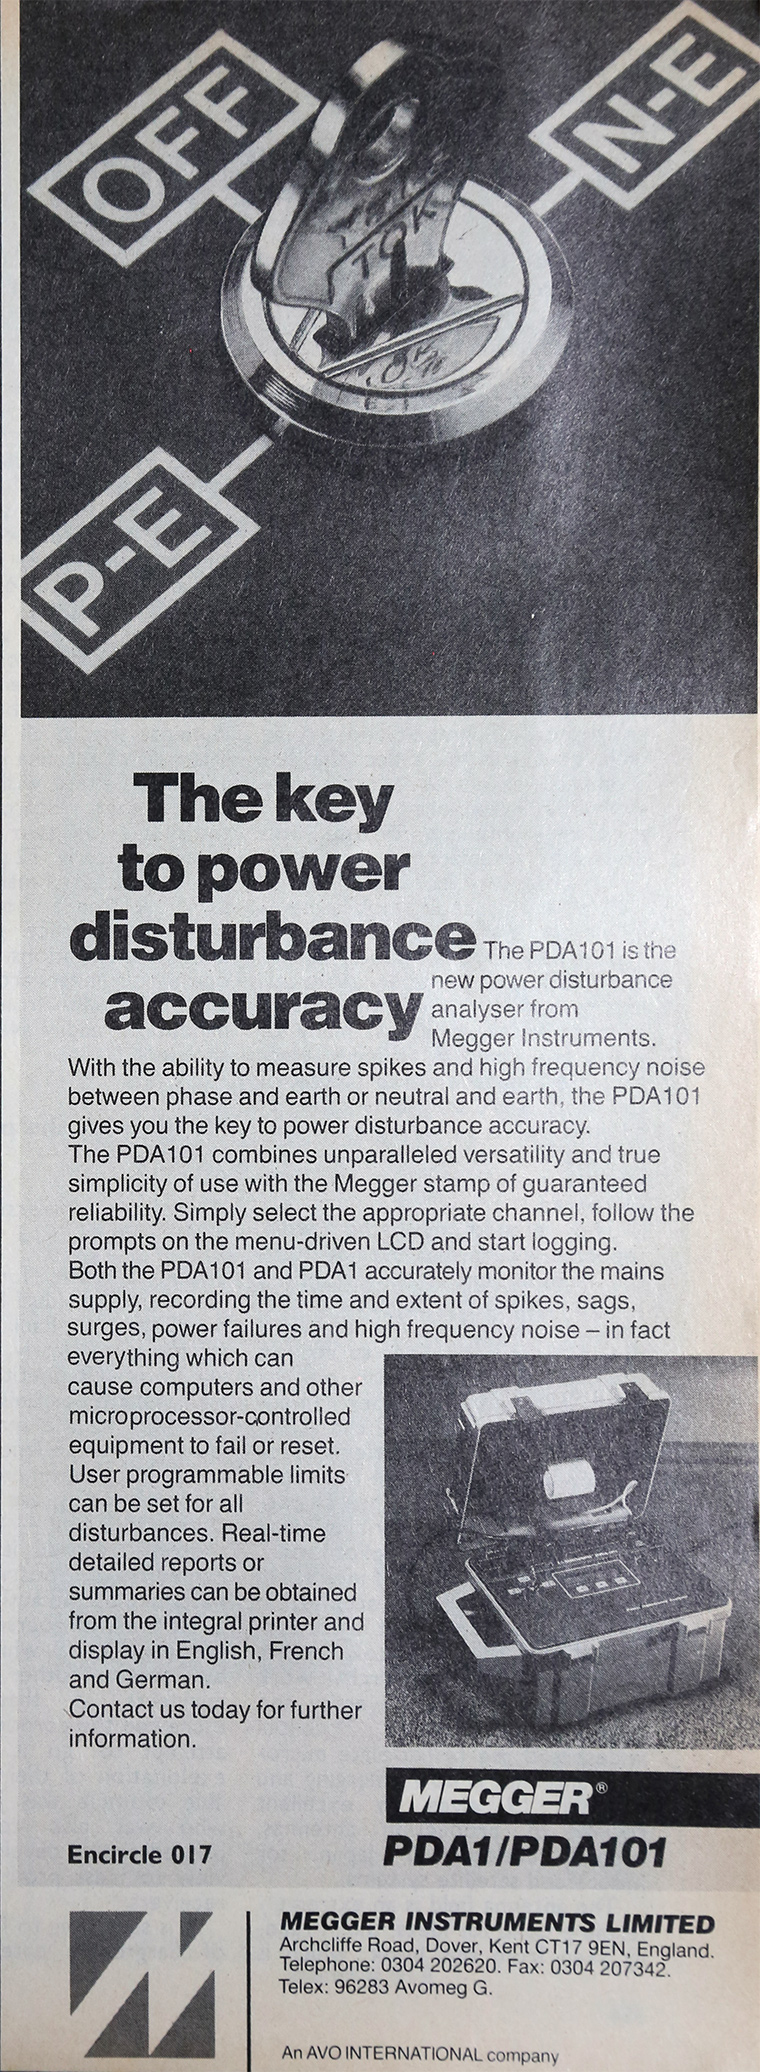 OFF
N-E
TOK
P-E
The key
to power
disturbance
accuracy
The PDA101 is the
new power disturbance
analyser from
Megger Instruments.
With the ability to measure spikes and high frequency noise
between phase and earth or neutral and earth, the PDA101
gives you the key to power disturbance accuracy.
The PDA101 combines unparalleled versatility and true
simplicity of use with the Megger stamp of guaranteed
reliability. Simply select the appropriate channel, follow the
prompts on the menu-driven LCD and start logging.
Both the PDA101 and PDA1 accurately monitor the mains
supply, recording the time and extent of spikes, sags,
surges, power failures and high frequency noise – in fact
everything which can
cause computers and other
microprocessor-controlled
equipment to fail or reset.
User programmable limits
can be set for all
disturbances. Real-time
detailed reports or
summaries can be obtained
from the integral printer and
display in English, French
and German.
Contact us today for further
information.
MEGGER®
PDA1/PDA101
Encircle 017
MEGGER INSTRUMENTS LIMITED
Archcliffe Road, Dover, Kent CT17 9EN, England.
Telephone: 0304 202620. Fax: 0304 207342.
Telex: 96283 Avomeg G.
An AVO INTERNATIONAL company